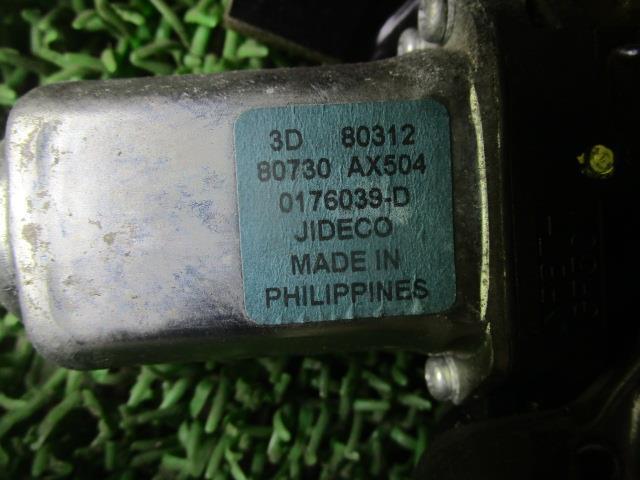 3D 80312
80730 AX504
0176039-D
JIDECO
MADE IN
PHILIPPINES